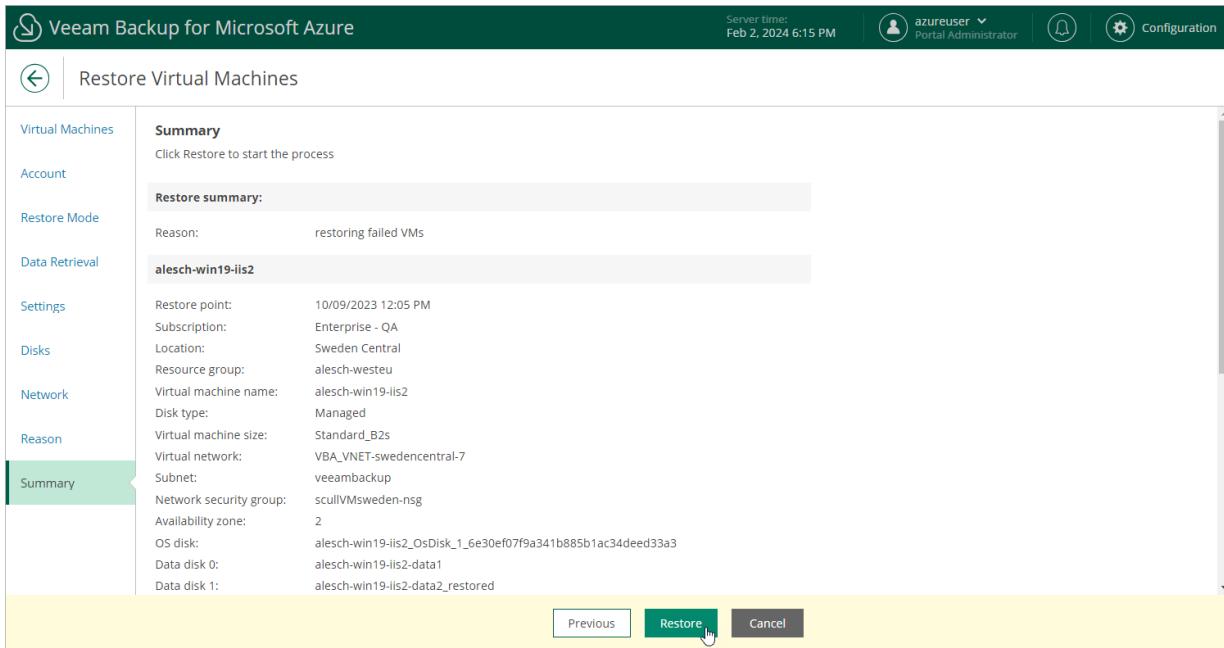 Veeam Backup for Microsoft Azure
Server time:
Feb 2, 2024 6:15 PM
azureuser
Portal Administrator
Configuration
Restore Virtual Machines
Virtual Machines
Account
Restore Mode
Data Retrieval
Settings
Disks
Network
Reason
Summary
Summary
Click Restore to start the process
Restore summary:
Reason: restoring failed VMs
alesch-win19-iis2
Restore point: 10/09/2023 12:05 PM
Subscription: Enterprise - QA
Location: Sweden Central
Resource group: alesch-westeu
Virtual machine name: alesch-win19-iis2
Disk type: Managed
Virtual machine size: Standard_B2s
Virtual network: VBA_VNET-swedencentral-7
Subnet: veeambackup
Network security group: scullVMsweden-nsg
Availability zone: 2
OS disk: alesch-win19-iis2_OsDisk_1_6e30ef07f9a341b885b1ac34deed33a3
Data disk 0: alesch-win19-iis2-data1
Data disk 1: alesch-win19-iis2-data2_restored
Previous
Restore
Cancel